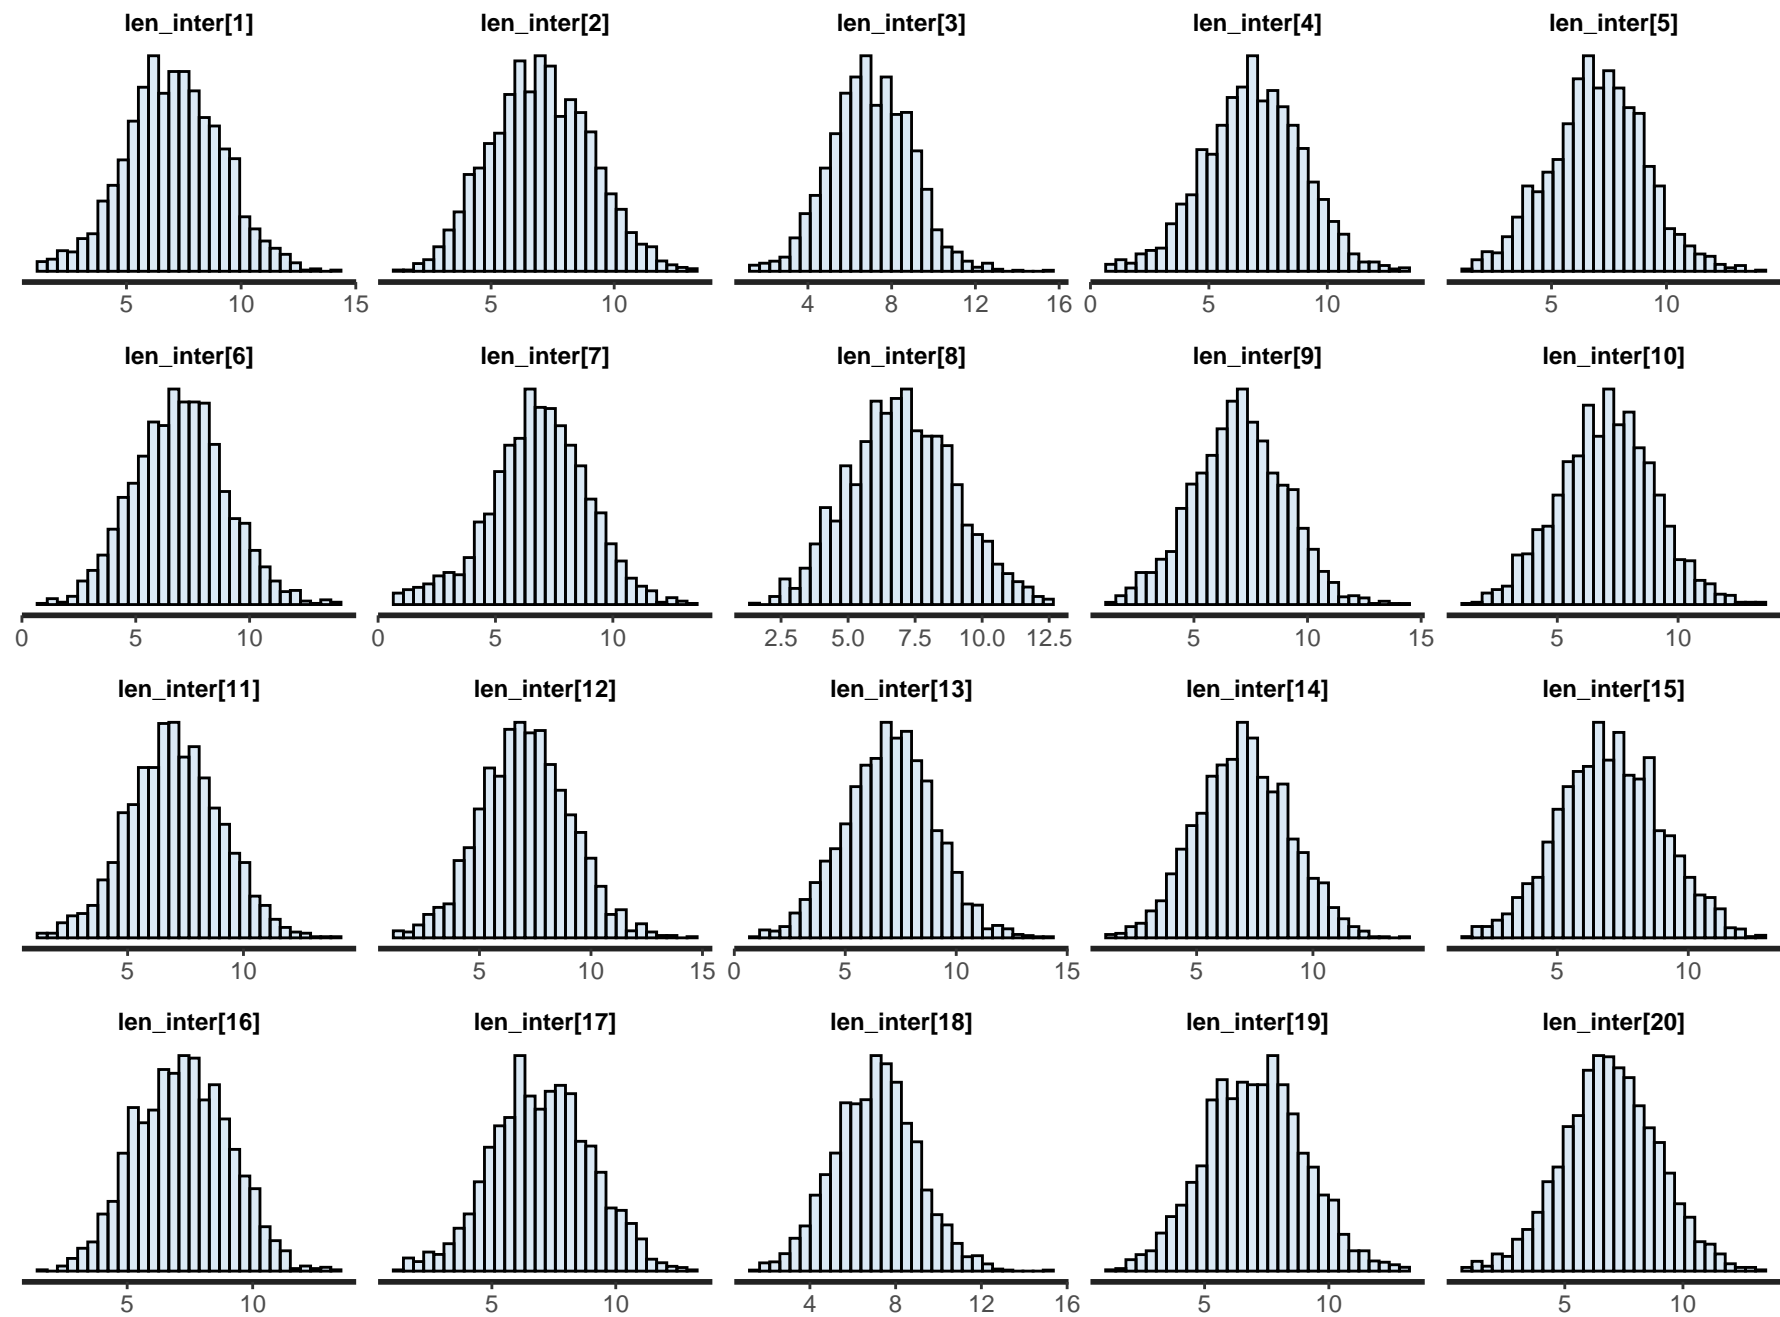 len_inter[1] len_inter[2] len_inter[3] len_inter[4] len_inter[5]
5 10 15 5 10 4 8 12 16 0 5 10 5 10
len_inter[6] len_inter[7] len_inter[8] len_inter[9] len_inter[10]
0 5 10 0 5 10 2.5 5.0 7.5 10.0 12.5 5 10 15 5 10
len_inter[11] len_inter[12] len_inter[13] len_inter[14] len_inter[15]
5 10 5 10 15 0 5 10 15 5 10 5 10
len_inter[16] len_inter[17] len_inter[18] len_inter[19] len_inter[20]
5 10 5 10 4 8 12 16 5 10 5 10